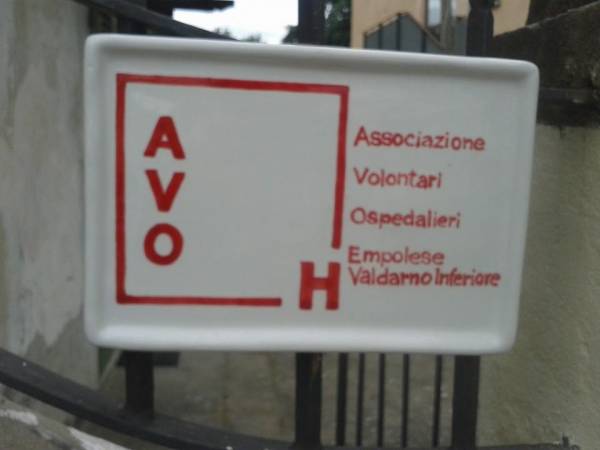 A
V
O
H
Associazione
Volontari
Ospedalieri
Empolese
Valdarno Inferiore